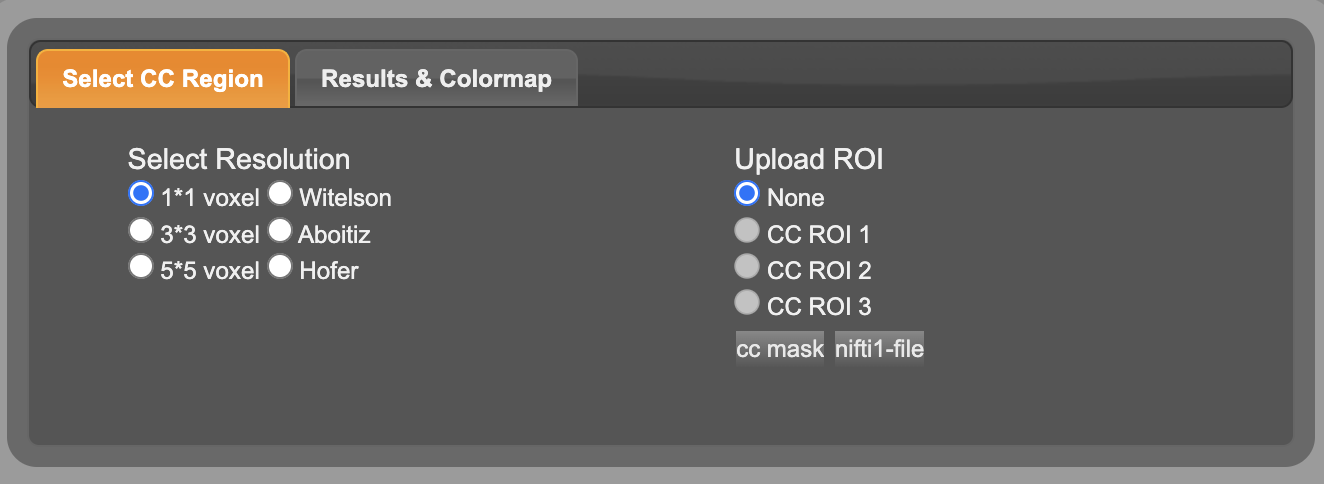 Select CC Region Results & Colormap
Select Resolution
1*1 voxel Witelson
3*3 voxel Aboitiz
5*5 voxel Hofer
Upload ROI
None
CC ROI 1
CC ROI 2
CC ROI 3
cc mask nifti1-file